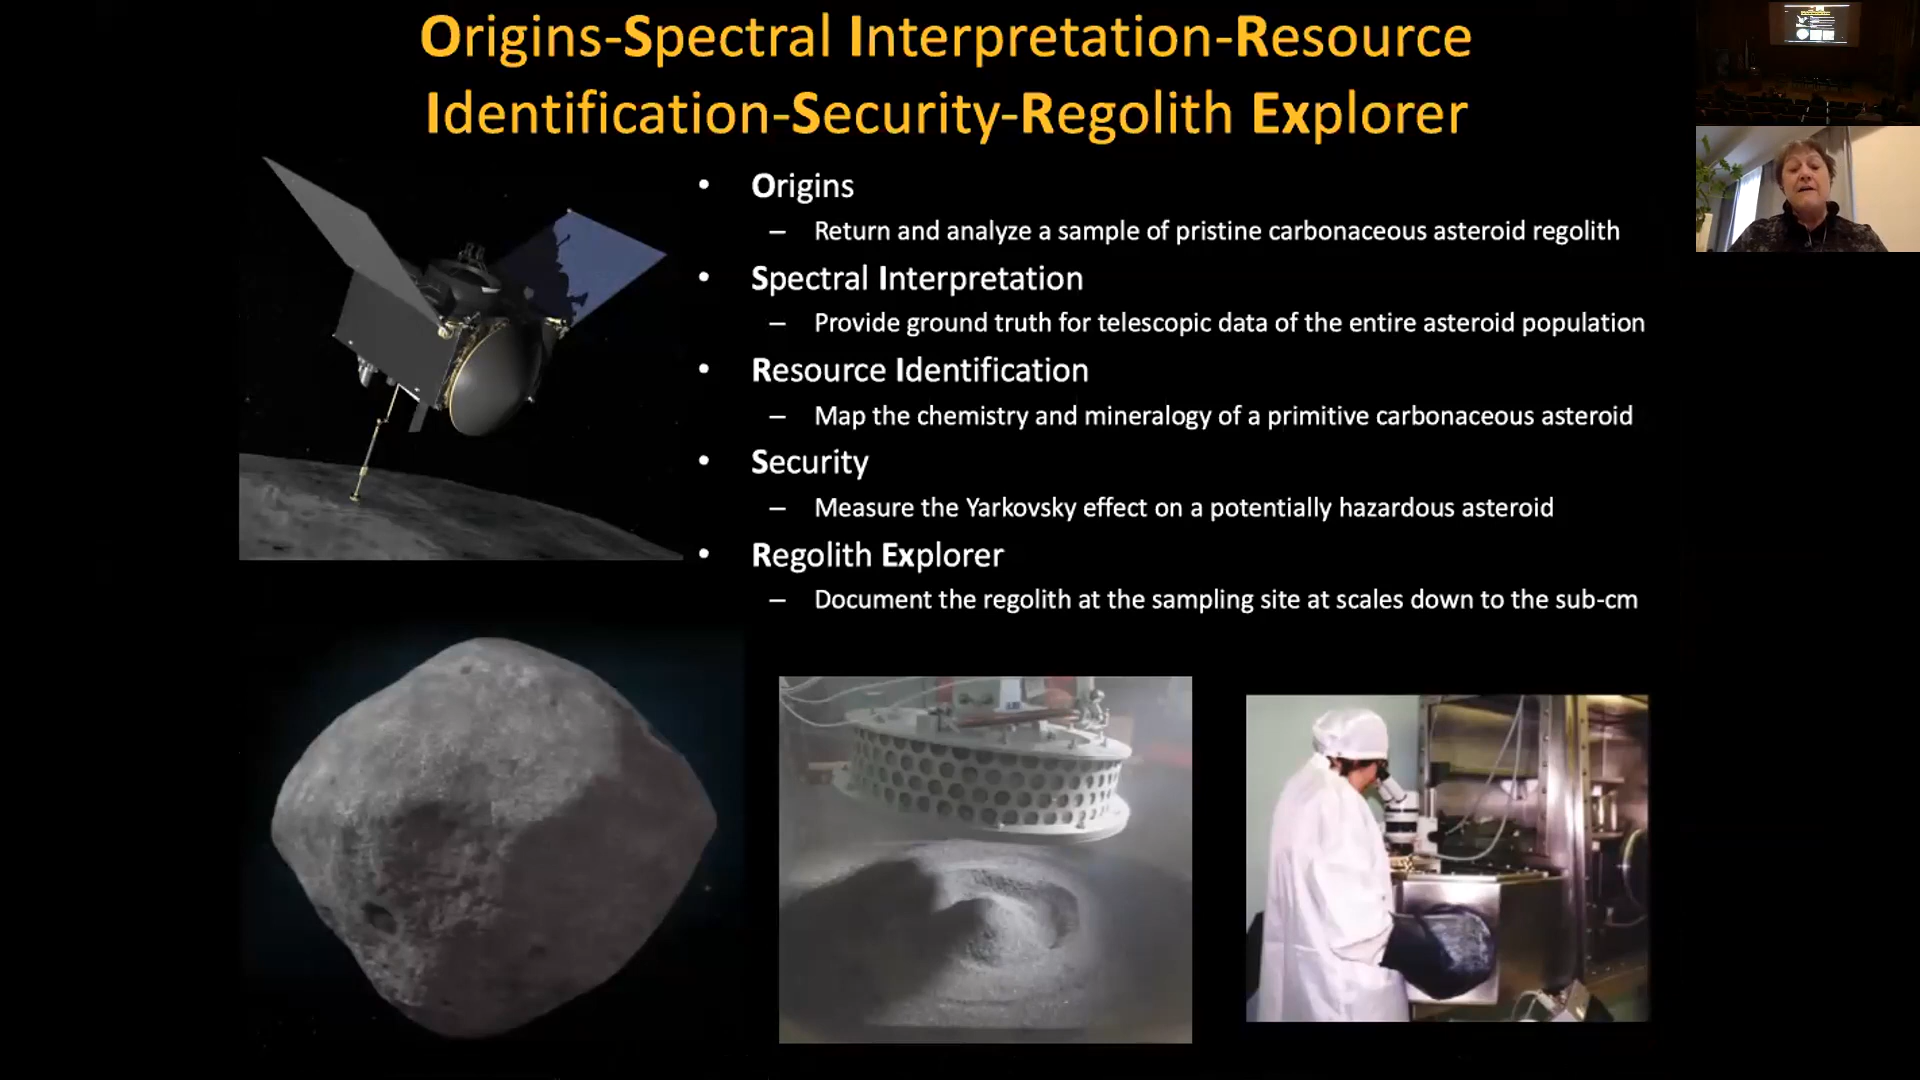 Origins-Spectral Interpretation-Resource
Identification-Security-Regolith Explorer
• Origins
– Return and analyze a sample of pristine carbonaceous asteroid regolith
• Spectral Interpretation
– Provide ground truth for telescopic data of the entire asteroid population
• Resource Identification
– Map the chemistry and mineralogy of a primitive carbonaceous asteroid
• Security
– Measure the Yarkovsky effect on a potentially hazardous asteroid
• Regolith Explorer
– Document the regolith at the sampling site at scales down to the sub-cm